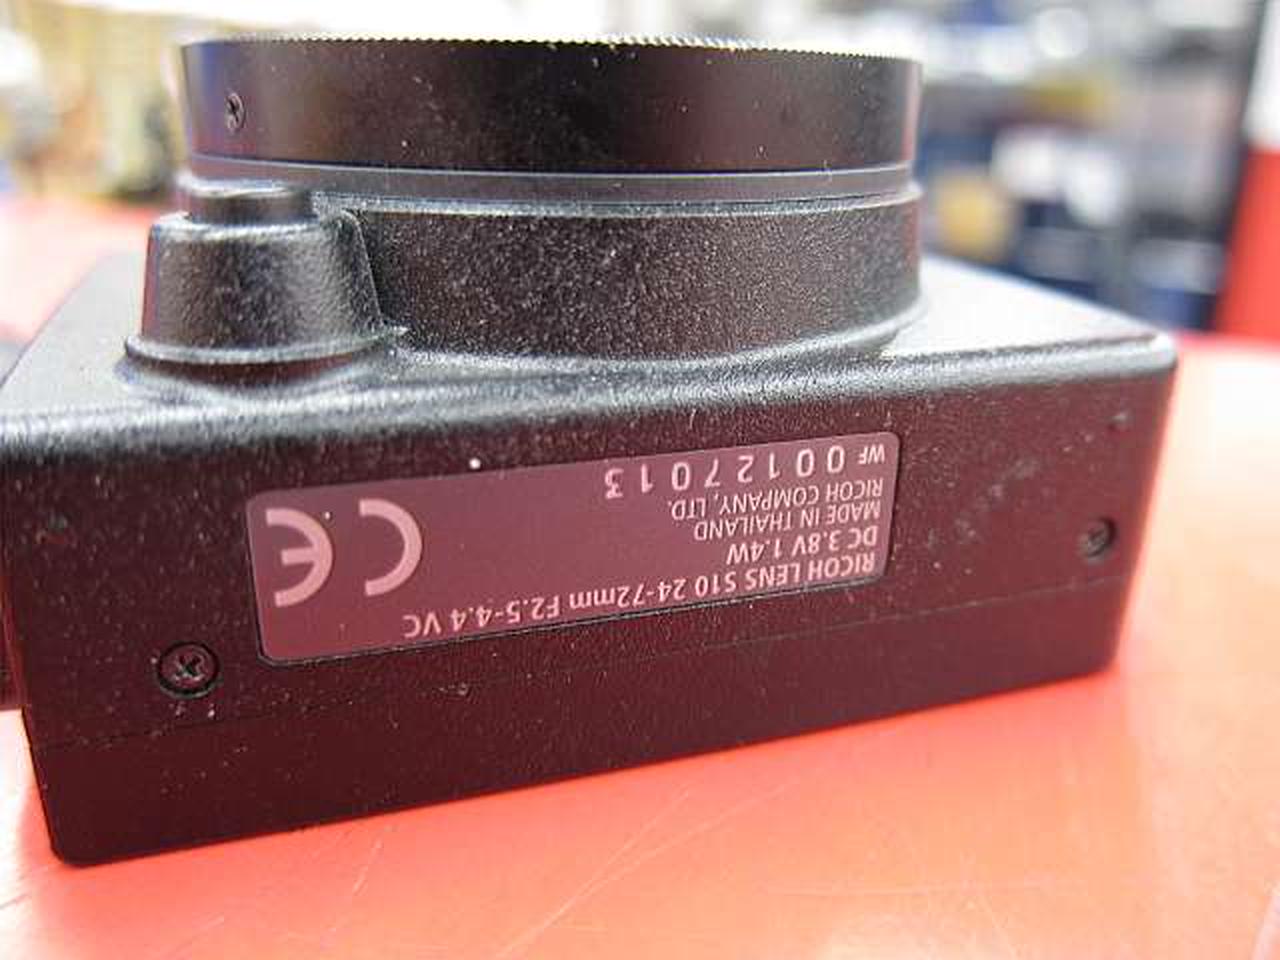 RICOH LENS S10 24-72mm F2.5-4.4 VC
DC 3.8V 1.4W
MADE IN THAILAND
RICOH COMPANY, LTD.
WF 00127013
CE